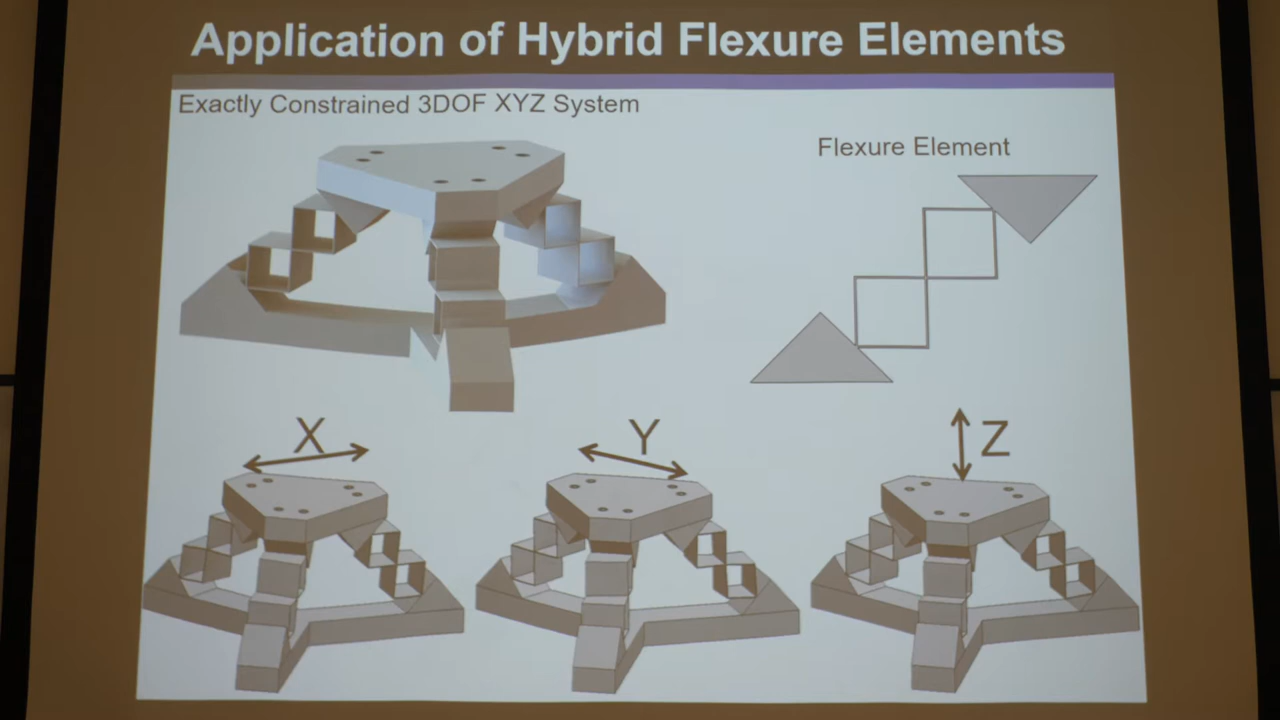 Application of Hybrid Flexure Elements
Exactly Constrained 3DOF XYZ System
Flexure Element
X
Y
Z